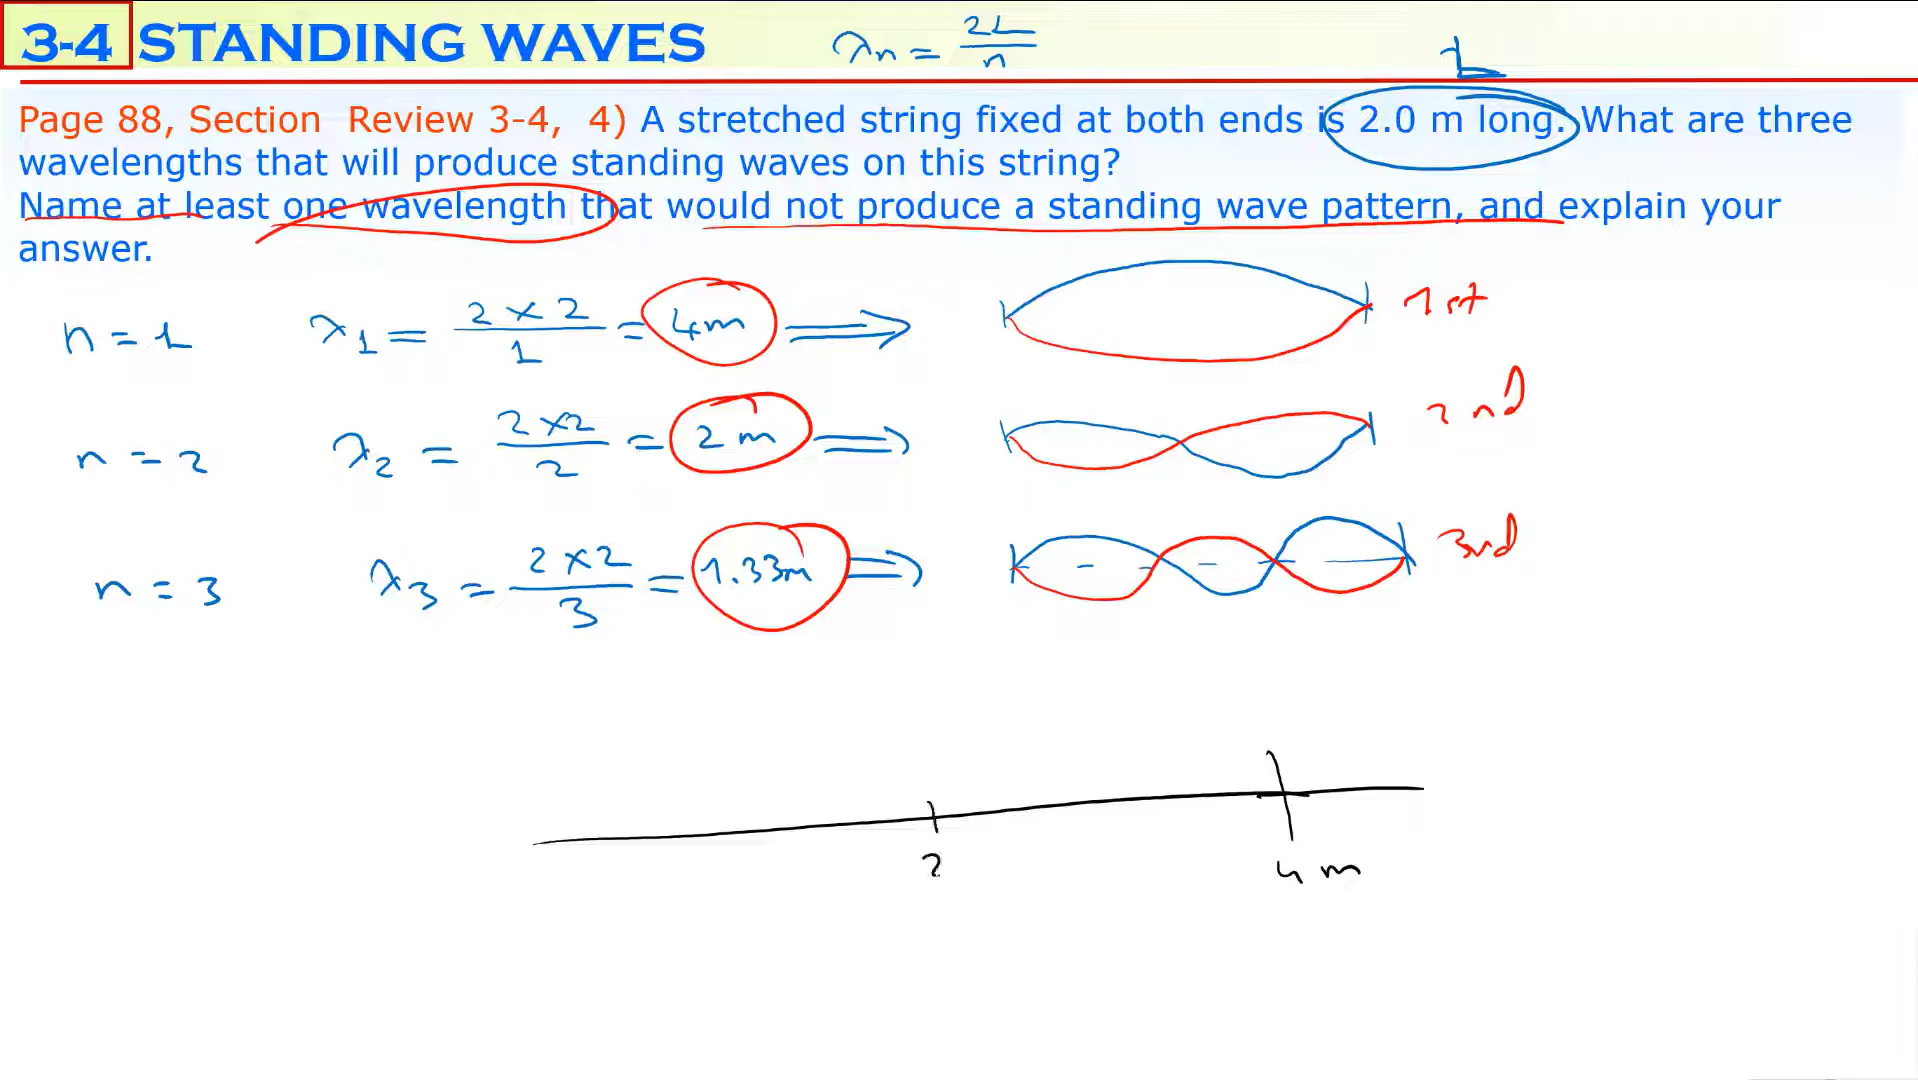 3-4 STANDING WAVES λn = 2L/n
L
Page 88, Section Review 3-4, 4) A stretched string fixed at both ends is 2.0 m long. What are three
wavelengths that will produce standing waves on this string?
Name at least one wavelength that would not produce a standing wave pattern, and explain your
answer.
n = 1 λ1 = 2 × 2 / 1 = 4m ⟹ 1st
n = 2 λ2 = 2 × 2 / 2 = 2 m ⟹ 2nd
n = 3 λ3 = 2 × 2 / 3 = 1.33m ⟹ 3rd
2 4 m